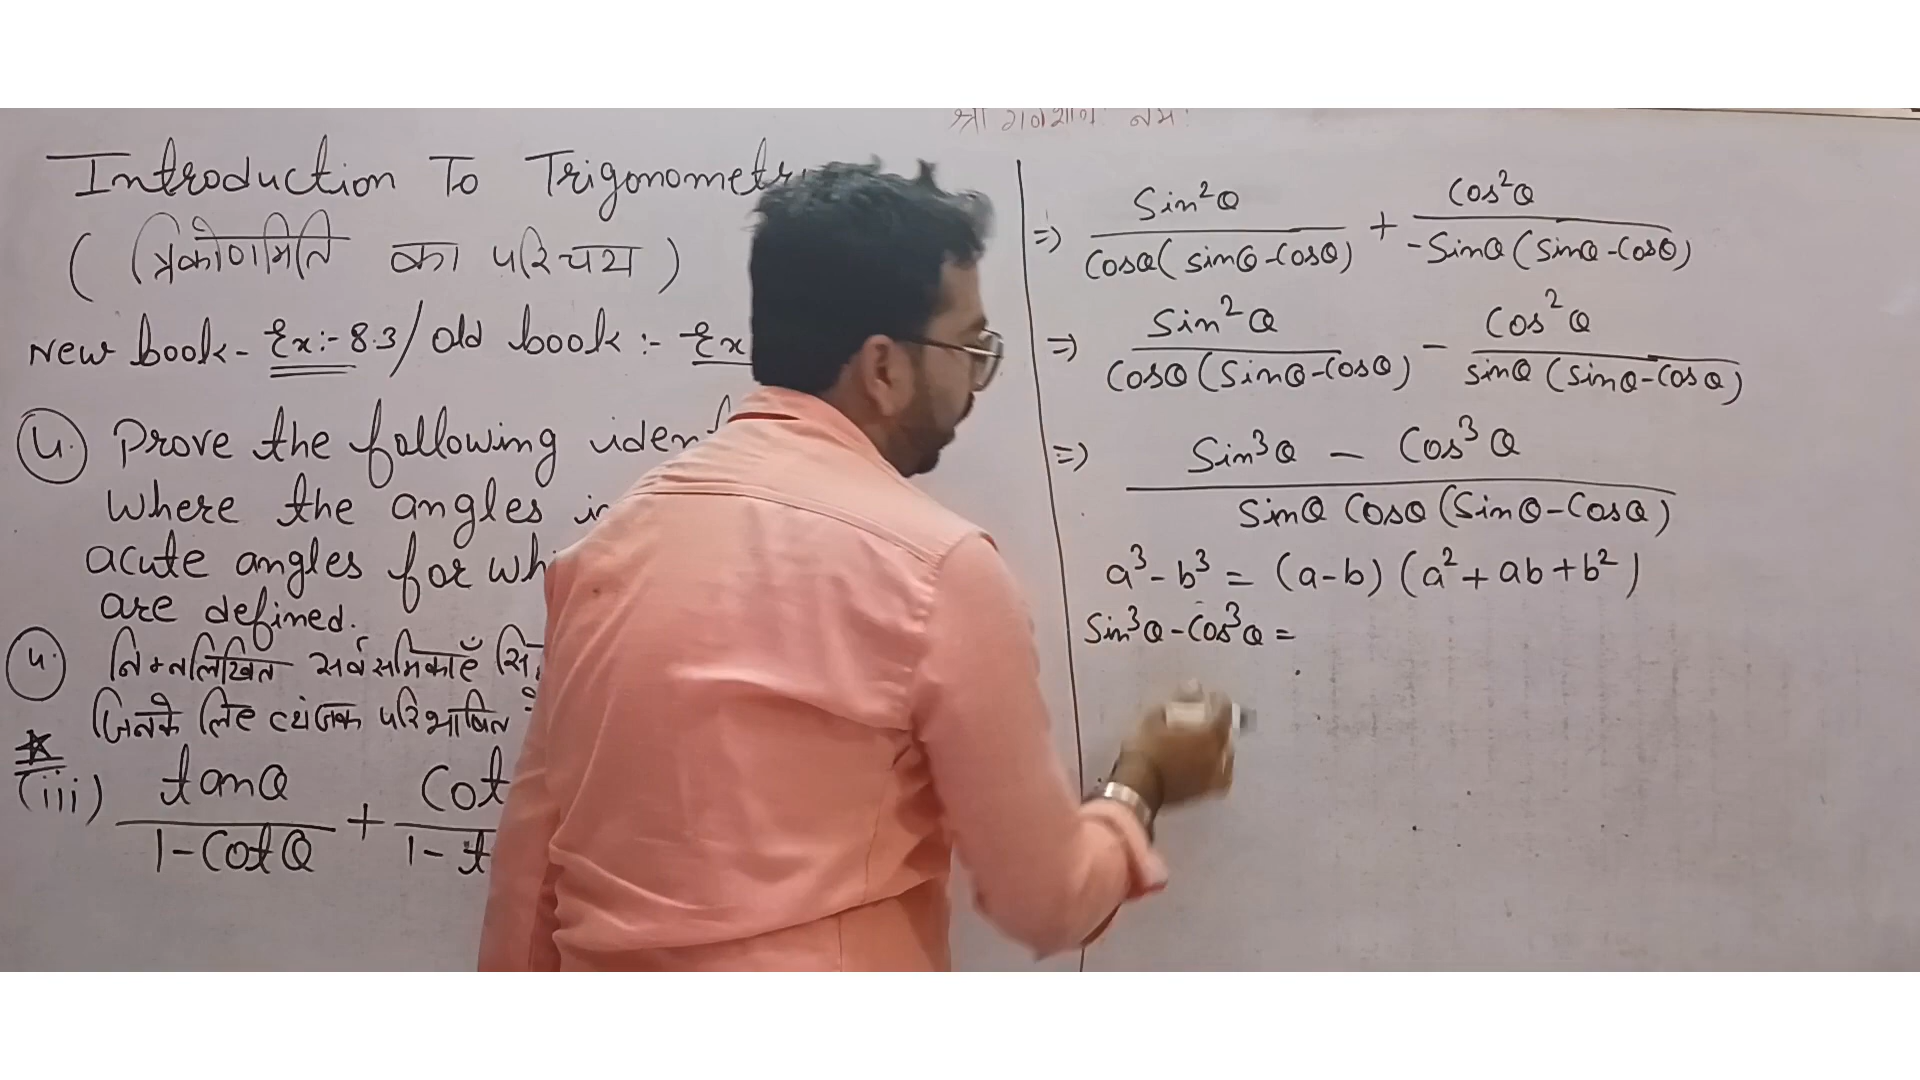 Introduction To Trigonometry
( त्रिकोणमिति का परिचय )
New book- Ex:- 8.3/ Old book :- Ex
4. Prove the following iden
where the angles in
acute angles for wh
are defined.
4. निम्नलिखित सर्वसमिकाएँ सि
जिनके लिए व्यंजक परिभाषित
(iii) tanθ/1-Cotθ + Cot/1-t
नमः
=> Sin²θ/Cosθ(sinθ-Cosθ) + Cos²θ/-Sinθ(Sinθ-Cosθ)
=> Sin²θ/Cosθ(Sinθ-Cosθ) - Cos²θ/Sinθ(Sinθ-Cosθ)
=> Sin³θ - Cos³θ/Sinθ Cosθ(Sinθ-Cosθ)
a³-b³ = (a-b) (a²+ab+b²)
Sin³θ-Cos³θ =